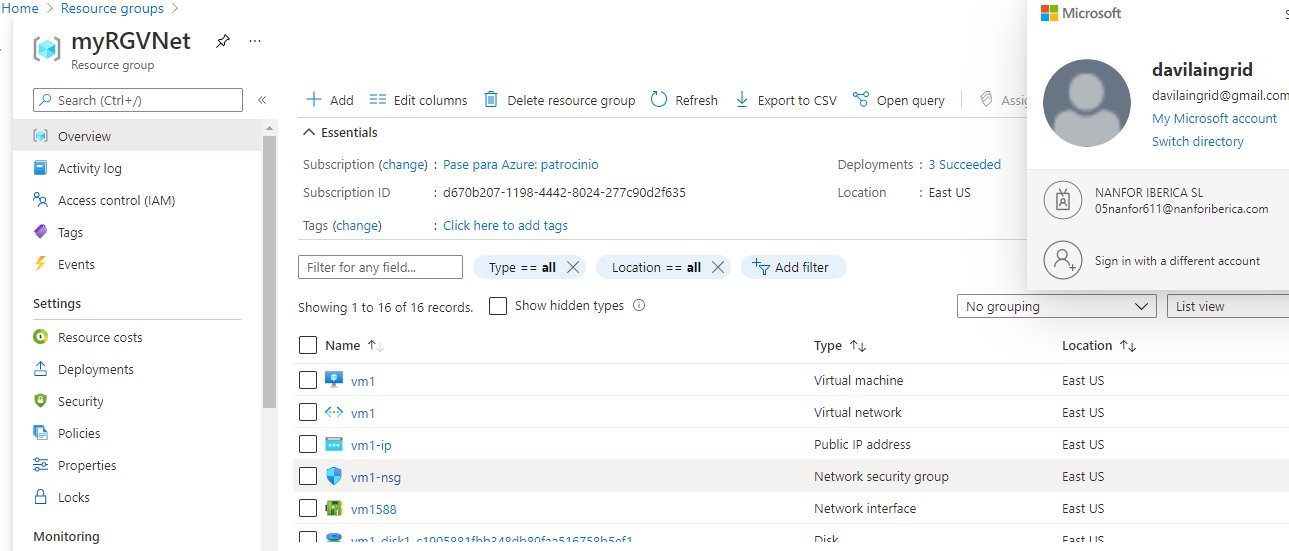 Home > Resource groups >
myRGVNet
Resource group
Search (Ctrl+/)
Overview
Activity log
Access control (IAM)
Tags
Events
Settings
Resource costs
Deployments
Security
Policies
Properties
Locks
Monitoring
Add Edit columns Delete resource group Refresh Export to CSV Open query
Essentials
Subscription (change) : Pase para Azure: patrocinio
Subscription ID : d670b207-1198-4442-8024-277c90d2f635
Tags (change) : Click here to add tags
Deployments : 3 Succeeded
Location : East US
Filter for any field... Type == all Location == all Add filter
Showing 1 to 16 of 16 records. Show hidden types
No grouping List view
Name Type Location
vm1 Virtual machine East US
vm1 Virtual network East US
vm1-ip Public IP address East US
vm1-nsg Network security group East US
vm1588 Network interface East US
Disk East US
Microsoft
davilaingrid
davilaingrid@gmail.com
My Microsoft account
Switch directory
NANFOR IBERICA SL
05nanfor611@nanforiberica.com
Sign in with a different account